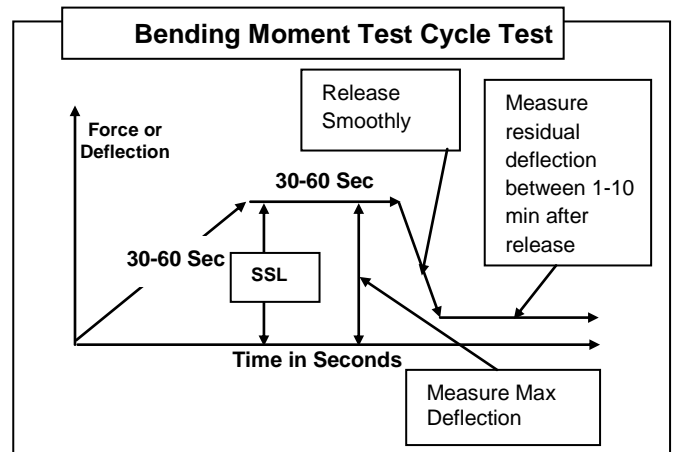 Bending Moment Test Cycle Test
Release
Smoothly
Measure
residual
deflection
between 1-10
min after
release
Force or
Deflection
30-60 Sec
30-60 Sec
SSL
Time in Seconds
Measure Max
Deflection